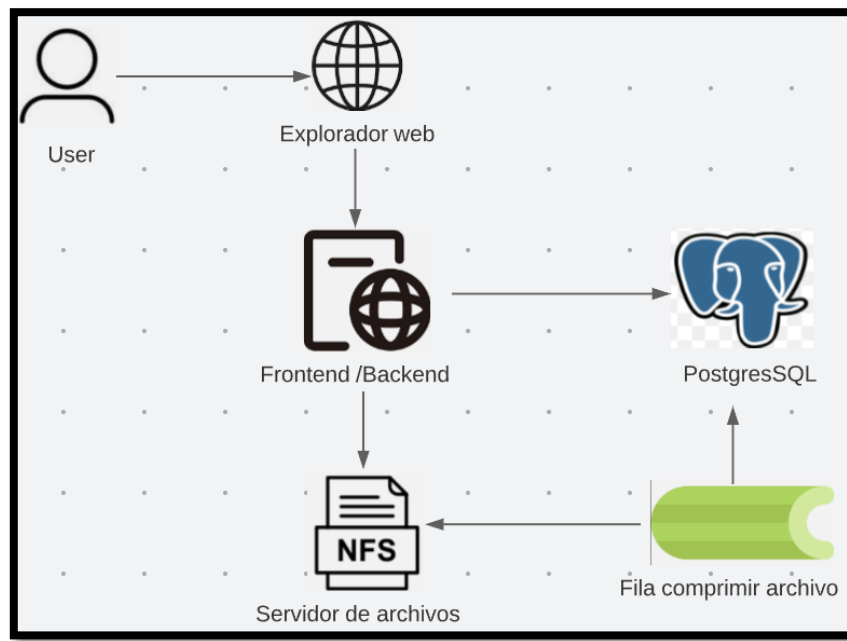 User
Explorador web
Frontend /Backend
PostgresSQL
NFS
Servidor de archivos
Fila comprimir archivo